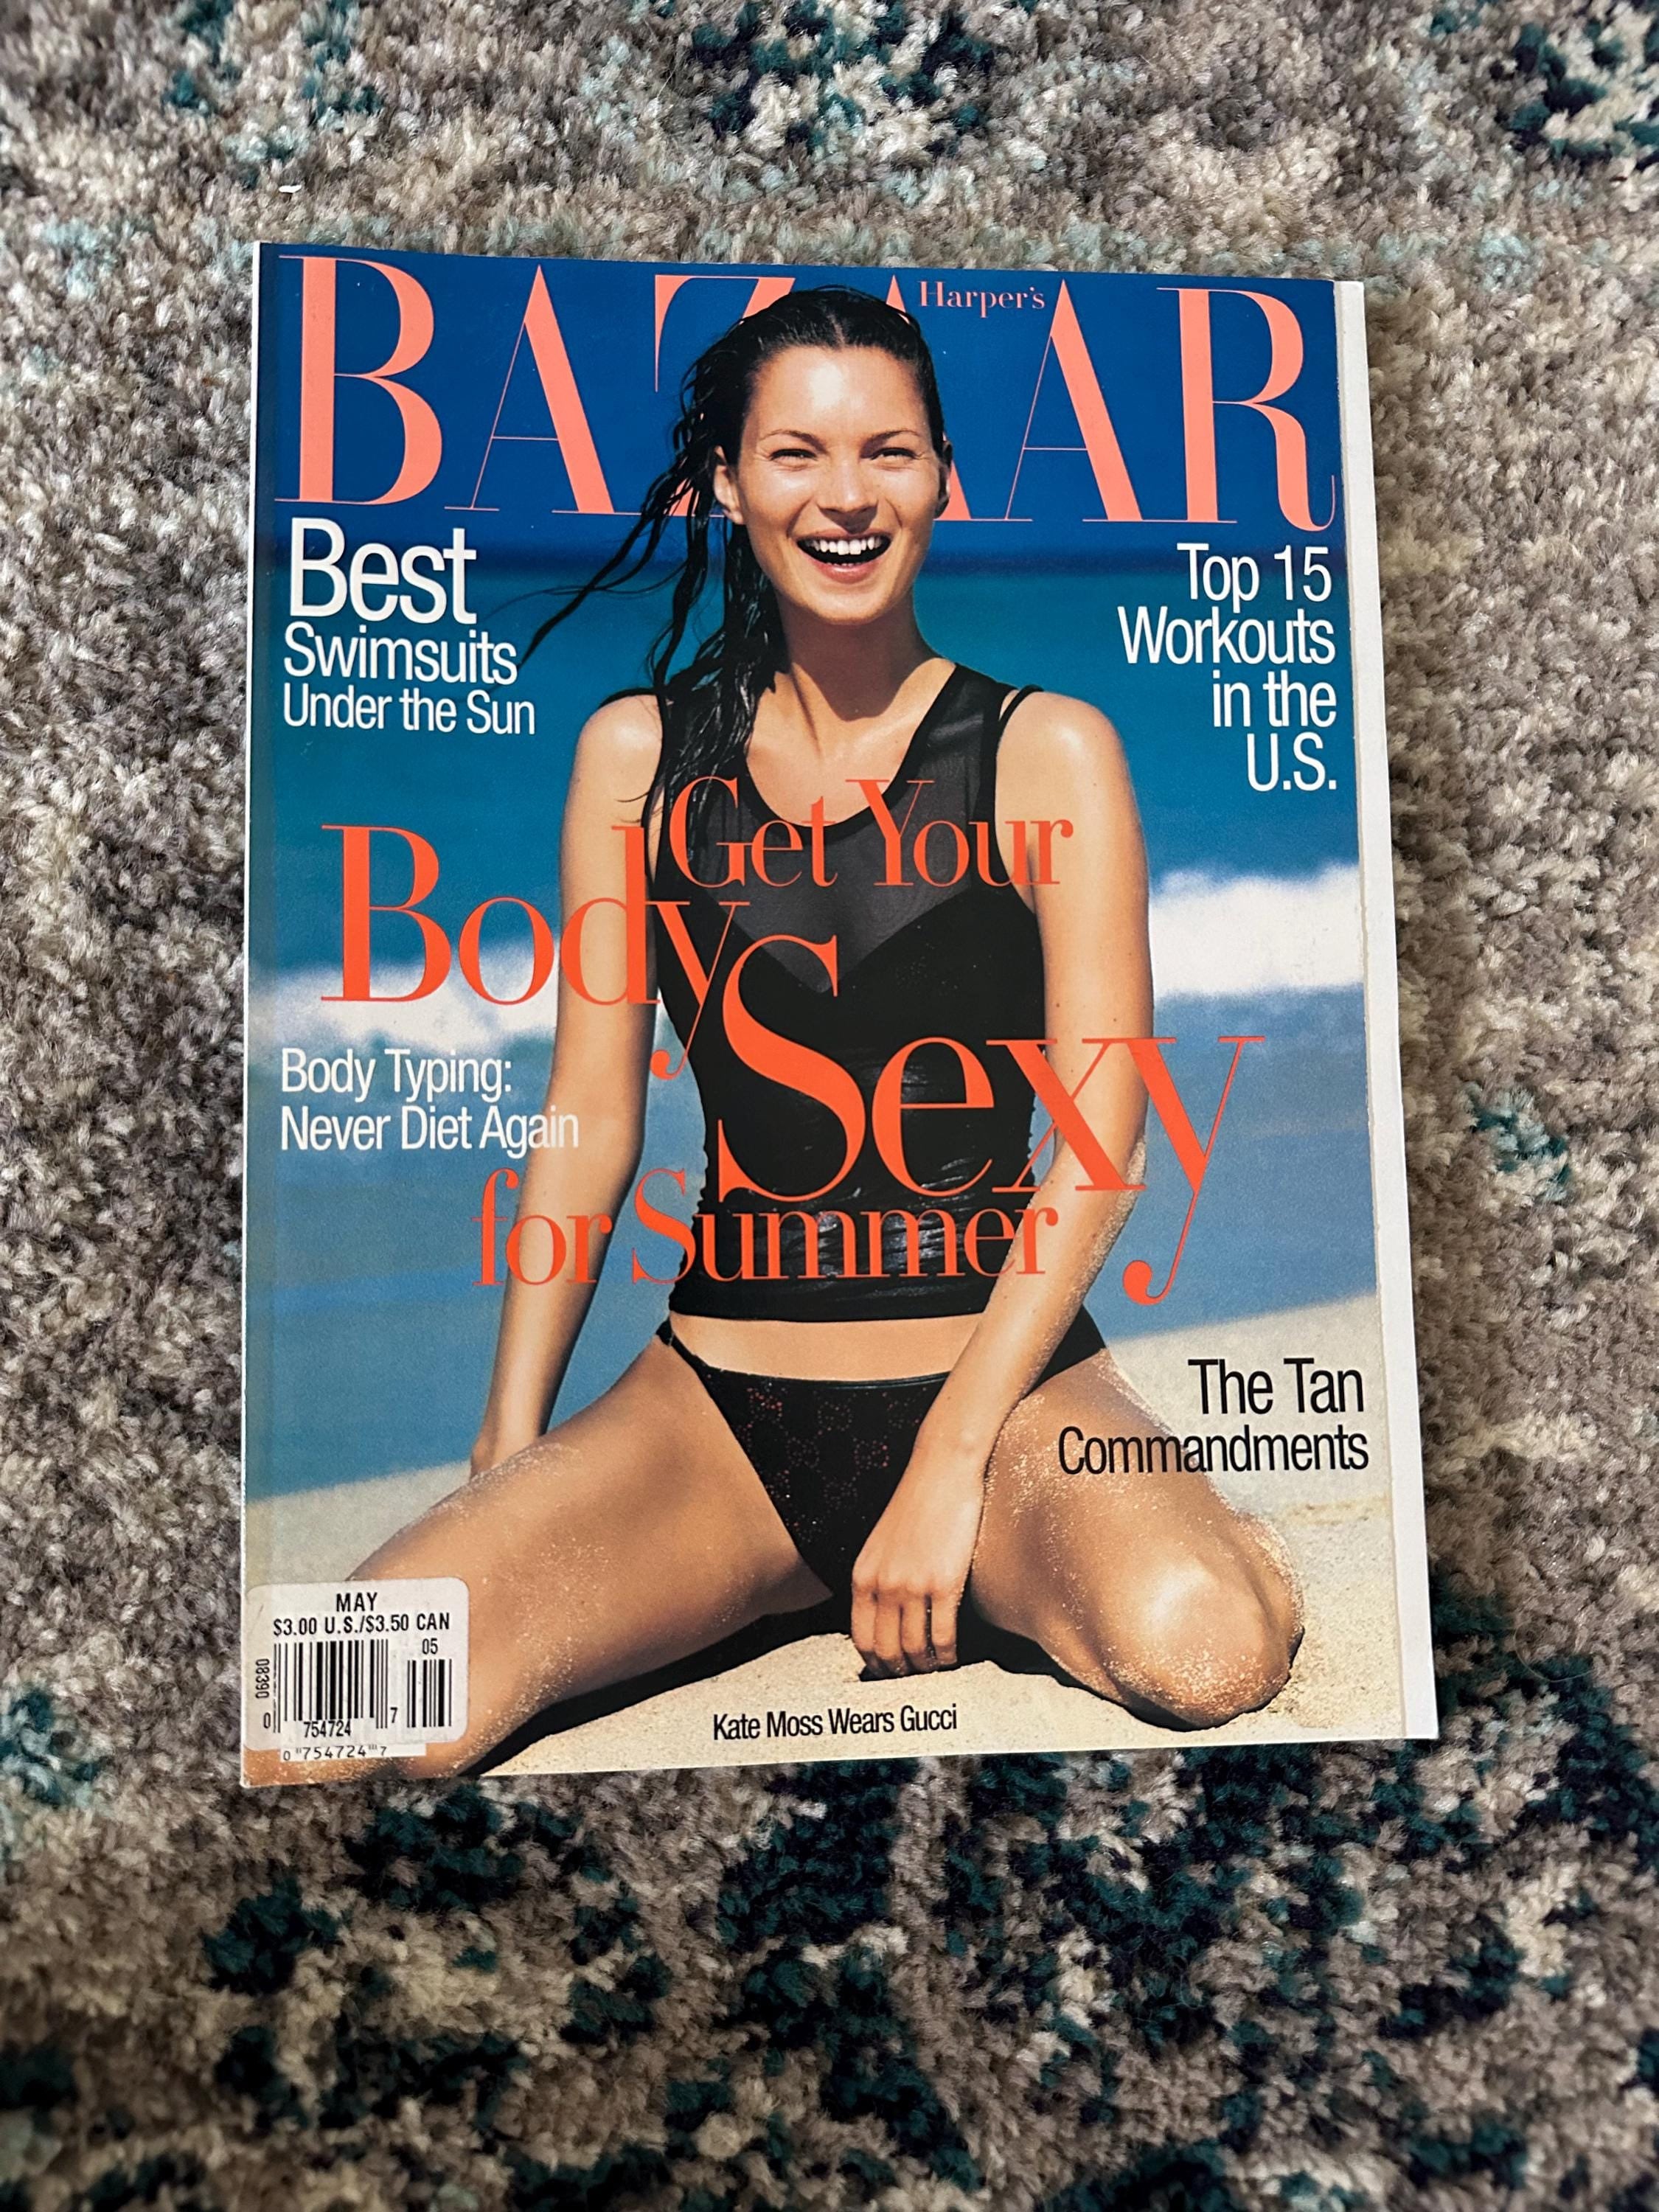 Harper's
BAZAAR
Best
Swimsuits
Under the Sun
Top 15
Workouts
in the
U.S.
Get Your
Body
Sexy
for Summer
Body Typing:
Never Diet Again
The Tan
Commandments
MAY
$3.00 U.S./$3.50 CAN
05
08390
0 754724 7
0 754724 7
Kate Moss Wears Gucci